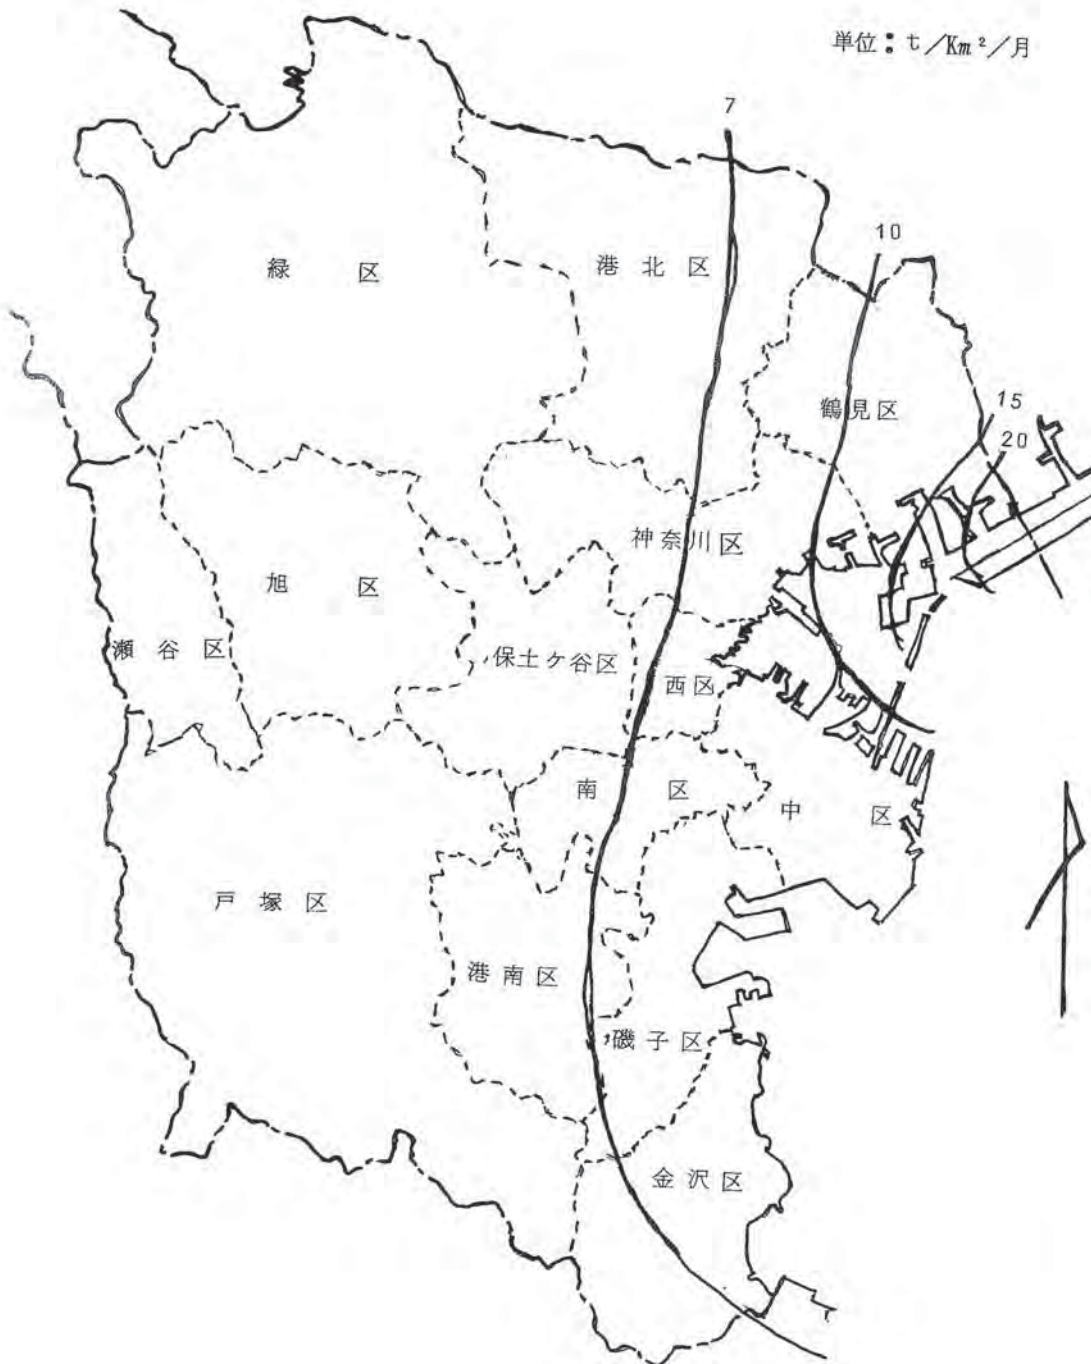 単位：t／Km²／月
7
10
緑 区
港 北 区
鶴見区
15
20
神奈川区
旭 区
瀬 谷 区
保土ケ谷区
西区
南 区
中 区
戸 塚 区
港 南 区
磯 子 区
金 沢 区